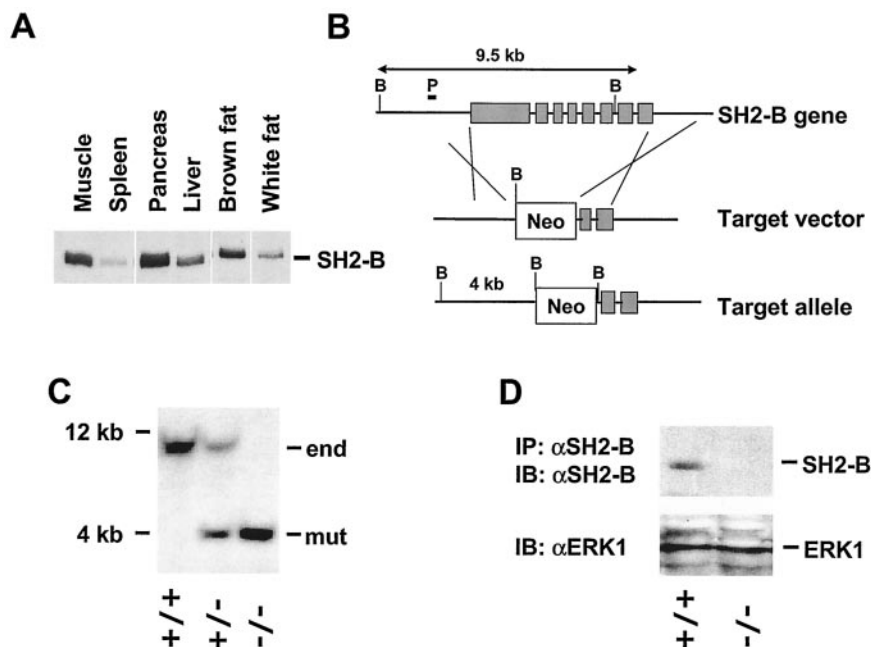 A
Muscle
Spleen
Pancreas
Liver
Brown fat
White fat
SH2-B
B
9.5 kb
B
P
B
SH2-B gene
B
Neo
Target vector
B
4 kb
B
B
Neo
Target allele
C
12 kb
end
4 kb
mut
+/+
+/-
-/-
D
IP: αSH2-B
IB: αSH2-B
SH2-B
IB: αERK1
ERK1
+/+
-/-